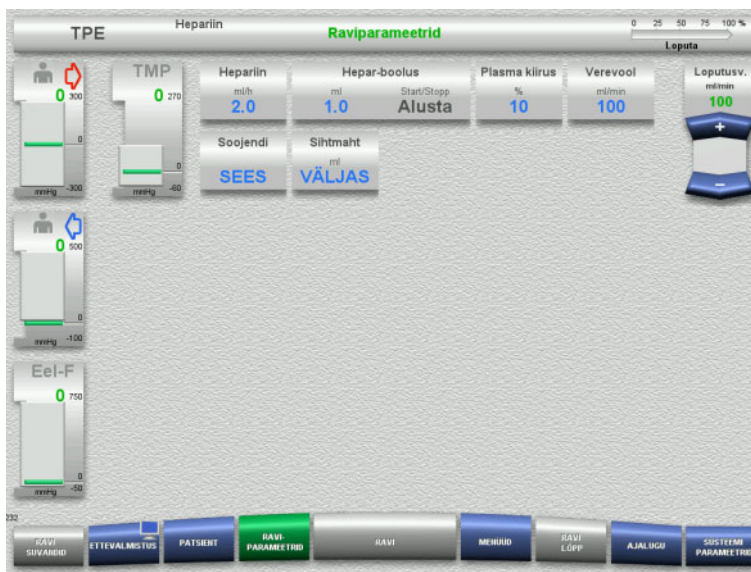 TPE
Hepariin
Raviparameetrid
0 25 50 75 100 %
Loputa
0 300
0
-300
mmHg
TMP
0 270
0
-60
mmHg
Hepariin
ml/h
2.0
Hepar-boolus
ml Start/Stopp
1.0 Alusta
Plasma kiirus
%
10
Verevool
ml/min
100
Loputusv.
ml/min
100
+
−
Soojendi
SEES
Sihtmaht
ml
VÄLJAS
0 500
0
-100
mmHg
Eel-F
0 750
0
-50
mmHg
232
RAVI
SUVANDID
ETTEVALMISTUS
PATSIENT
RAVI-
PARAMEETRID
RAVI
MENÜÜD
RAVI
LÕPP
AJALUGU
SÜSTEEMI
PARAMEETRID